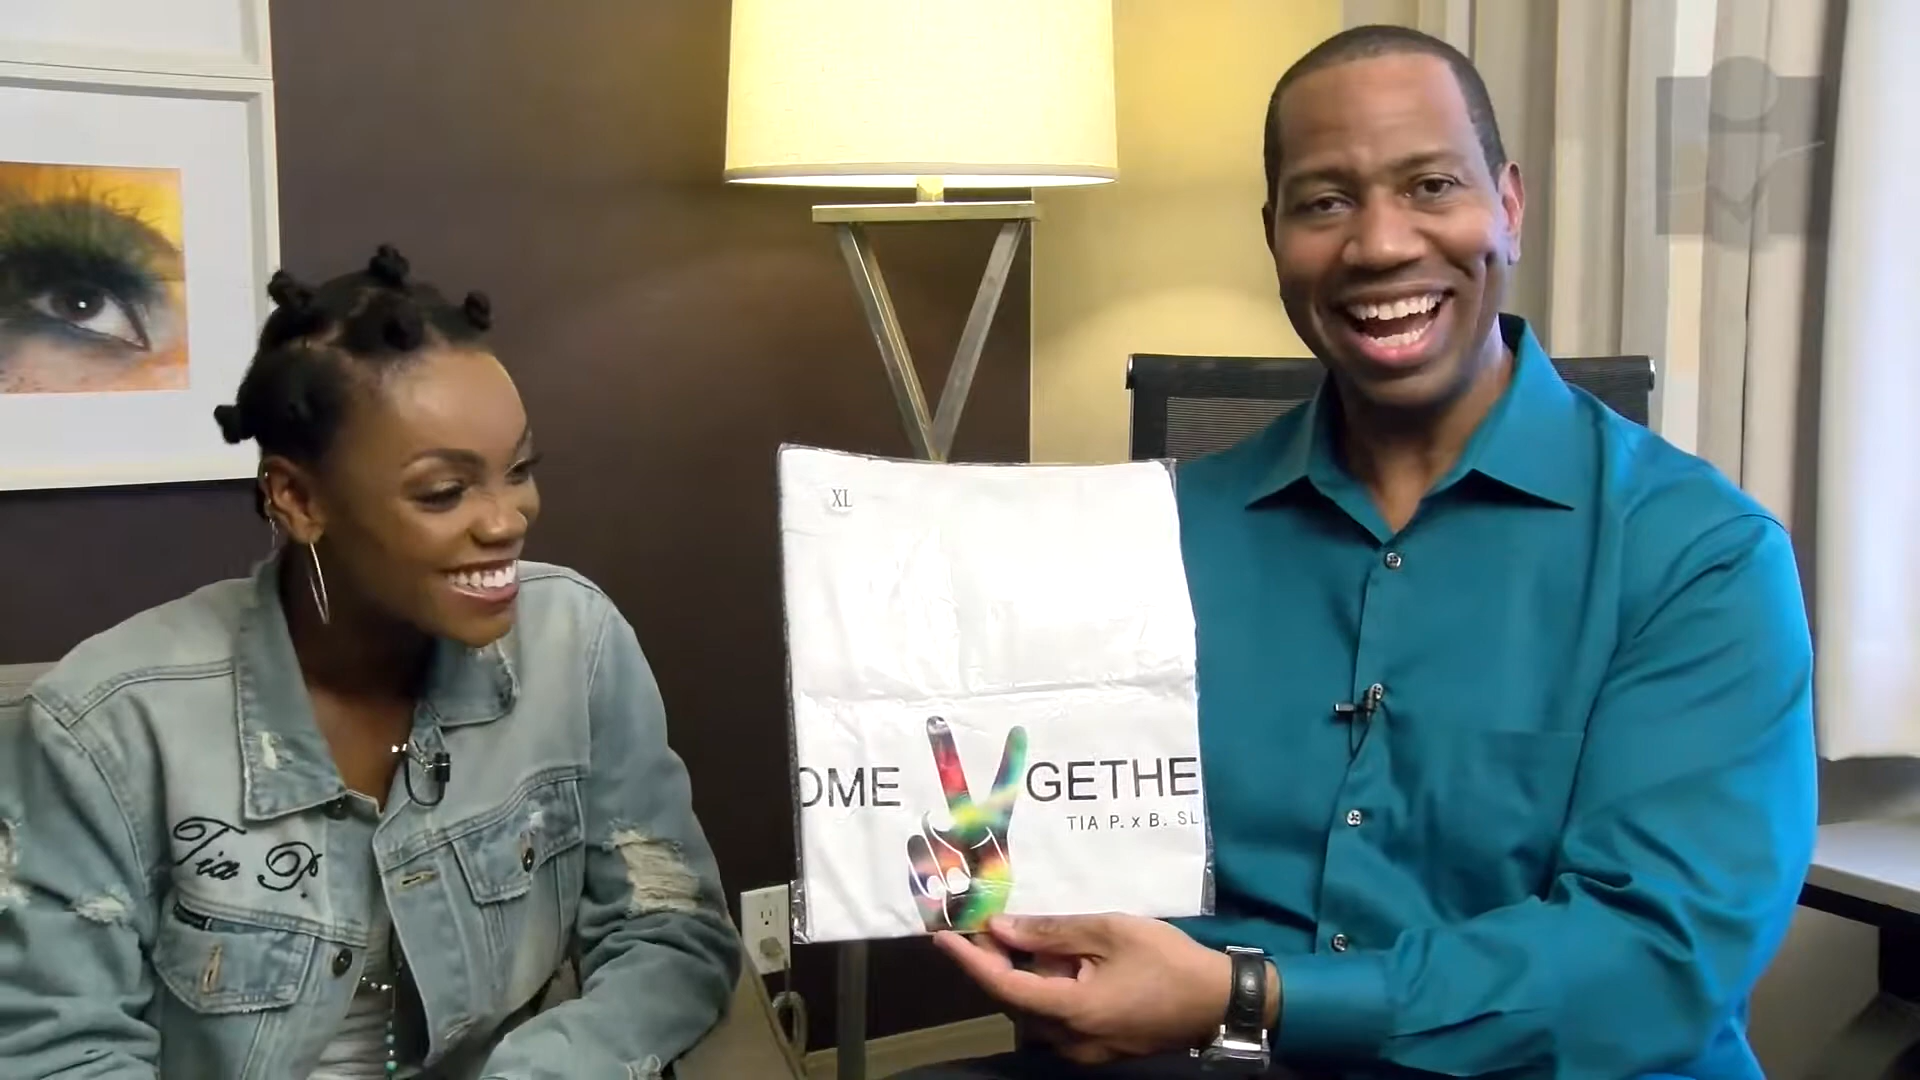 XL
OME GETHE
TIA P. x B. SL
Tia P.